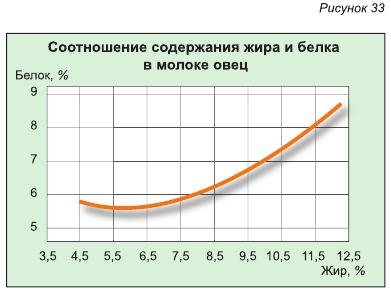 Рисунок 33
Соотношение содержания жира и белка
в молоке овец
Белок, %
9
8
7
6
5
3,5 4,5 5,5 6,5 7,5 8,5 9,5 10,5 11,5 12,5
Жир, %